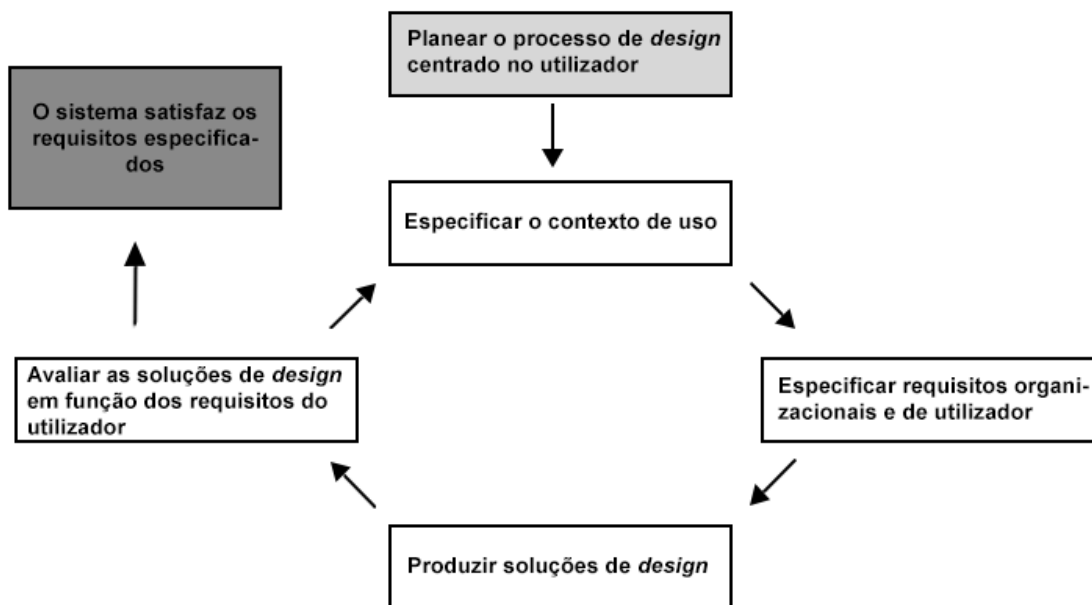 Planear o processo de design
centrado no utilizador
O sistema satisfaz os
requisitos especifica-
dos
Especificar o contexto de uso
Avaliar as soluções de design
em função dos requisitos do
utilizador
Especificar requisitos organi-
zacionais e de utilizador
Produzir soluções de design